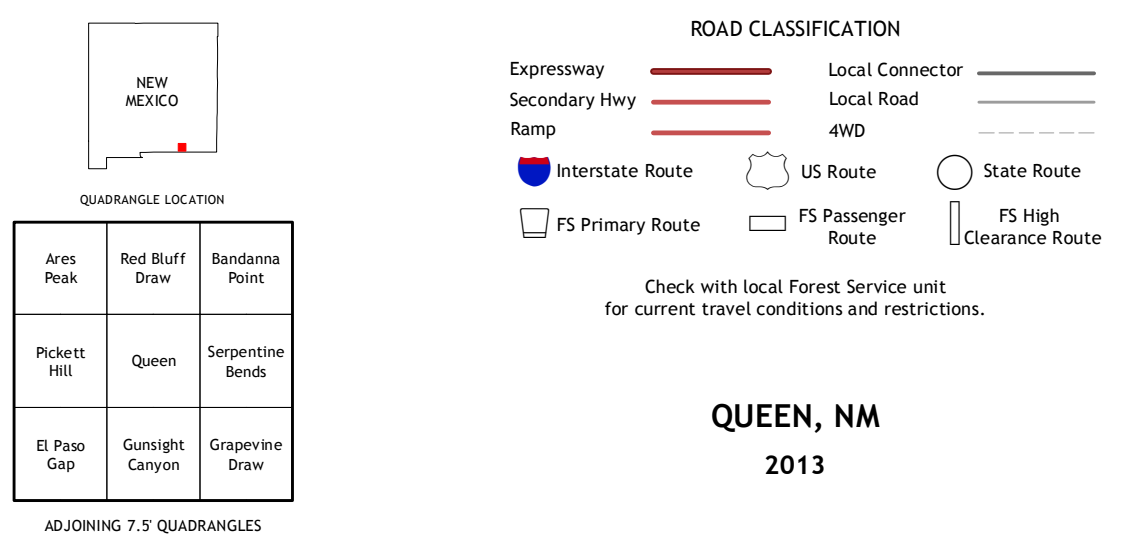 NEW
MEXICO
QUADRANGLE LOCATION
Ares
Peak
Red Bluff
Draw
Bandanna
Point
Pickett
Hill
Queen
Serpentine
Bends
El Paso
Gap
Gunsight
Canyon
Grapevine
Draw
ADJOINING 7.5' QUADRANGLES
ROAD CLASSIFICATION
Expressway
Local Connector
Secondary Hwy
Local Road
Ramp
4WD
Interstate Route
US Route
State Route
FS Primary Route
FS Passenger
Route
FS High
Clearance Route
Check with local Forest Service unit
for current travel conditions and restrictions.
QUEEN, NM
2013